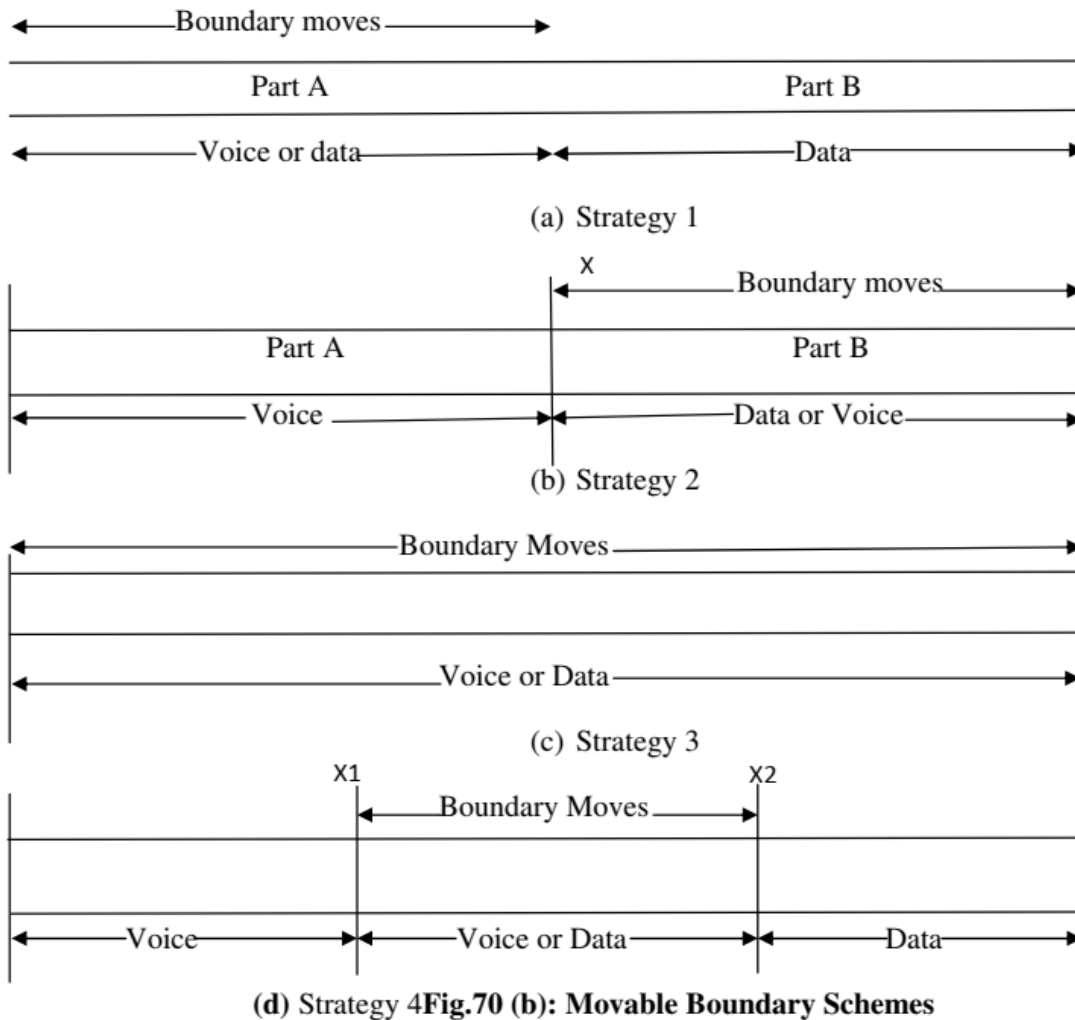 Boundary moves
Part A Part B
Voice or data Data
(a) Strategy 1
X
Boundary moves
Part A Part B
Voice Data or Voice
(b) Strategy 2
Boundary Moves
Voice or Data
(c) Strategy 3
X1 X2
Boundary Moves
Voice Voice or Data Data
(d) Strategy 4Fig.70 (b): Movable Boundary Schemes